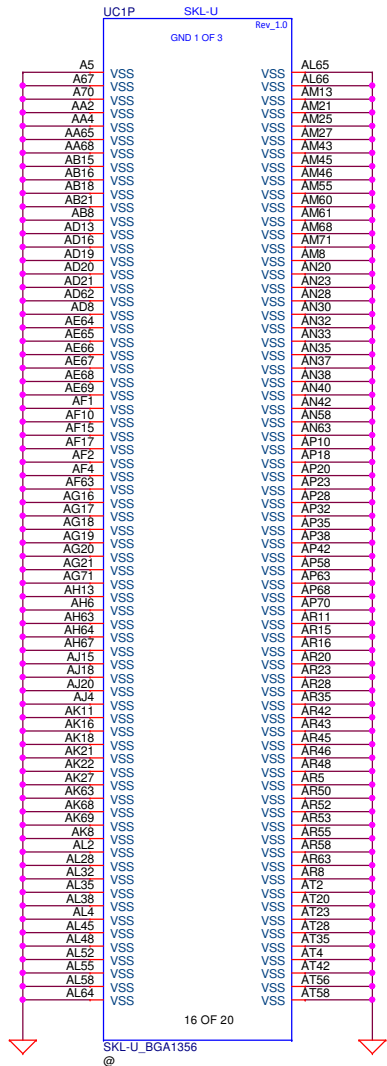 UC1P SKL-U
Rev_1.0
GND 1 OF 3
A5 VSS VSS AL65
A67 VSS VSS AL66
A70 VSS VSS AM13
AA2 VSS VSS AM21
AA4 VSS VSS AM25
AA65 VSS VSS AM27
AA68 VSS VSS AM43
AB15 VSS VSS AM45
AB16 VSS VSS AM46
AB18 VSS VSS AM55
AB21 VSS VSS AM60
AB8 VSS VSS AM61
AD13 VSS VSS AM68
AD16 VSS VSS AM71
AD19 VSS VSS AM8
AD20 VSS VSS AN20
AD21 VSS VSS AN23
AD62 VSS VSS AN28
AD8 VSS VSS AN30
AE64 VSS VSS AN32
AE65 VSS VSS AN33
AE66 VSS VSS AN35
AE67 VSS VSS AN37
AE68 VSS VSS AN38
AE69 VSS VSS AN40
AF1 VSS VSS AN42
AF10 VSS VSS AN58
AF15 VSS VSS AN63
AF17 VSS VSS AP10
AF2 VSS VSS AP18
AF4 VSS VSS AP20
AF63 VSS VSS AP23
AG16 VSS VSS AP28
AG17 VSS VSS AP32
AG18 VSS VSS AP35
AG19 VSS VSS AP38
AG20 VSS VSS AP42
AG21 VSS VSS AP58
AG71 VSS VSS AP63
AH13 VSS VSS AP68
AH6 VSS VSS AP70
AH63 VSS VSS AR11
AH64 VSS VSS AR15
AH67 VSS VSS AR16
AJ15 VSS VSS AR20
AJ18 VSS VSS AR23
AJ20 VSS VSS AR28
AJ4 VSS VSS AR35
AK11 VSS VSS AR42
AK16 VSS VSS AR43
AK18 VSS VSS AR45
AK21 VSS VSS AR46
AK22 VSS VSS AR48
AK27 VSS VSS AR5
AK63 VSS VSS AR50
AK68 VSS VSS AR52
AK69 VSS VSS AR53
AK8 VSS VSS AR55
AL2 VSS VSS AR58
AL28 VSS VSS AR63
AL32 VSS VSS AR8
AL35 VSS VSS AT2
AL38 VSS VSS AT20
AL4 VSS VSS AT23
AL45 VSS VSS AT28
AL48 VSS VSS AT35
AL52 VSS VSS AT4
AL55 VSS VSS AT42
AL58 VSS VSS AT56
AL64 VSS VSS AT58
16 OF 20
SKL-U_BGA1356
@